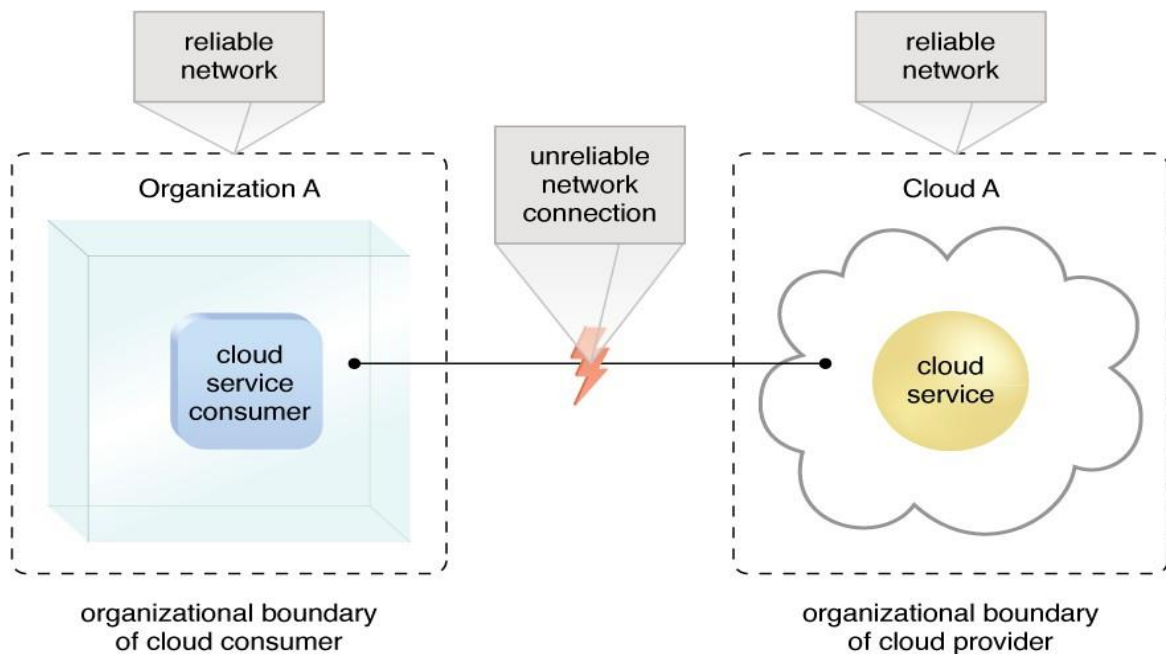 reliable
network
reliable
network
unreliable
network
connection
Organization A
Cloud A
cloud
service
consumer
cloud
service
organizational boundary
of cloud consumer
organizational boundary
of cloud provider